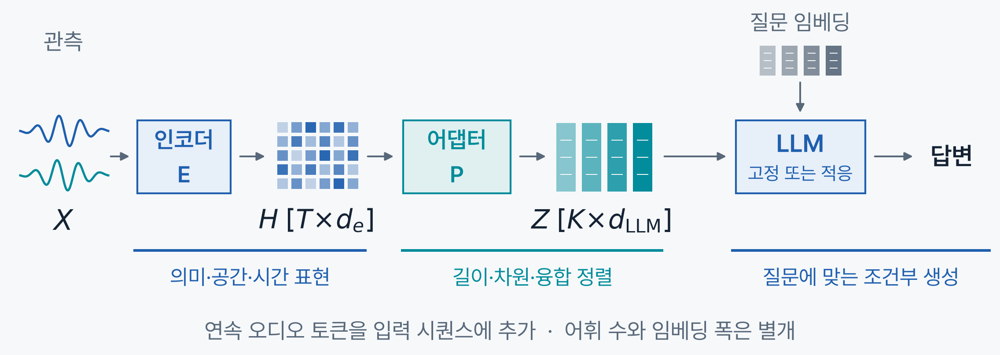 관측
질문 임베딩
인코더
E
어댑터
P
LLM
고정 또는 적응
답변
X
H [T×d_e]
Z [K×d_LLM]
의미·공간·시간 표현
길이·차원·융합 정렬
질문에 맞는 조건부 생성
연속 오디오 토큰을 입력 시퀀스에 추가 · 어휘 수와 임베딩 폭은 별개